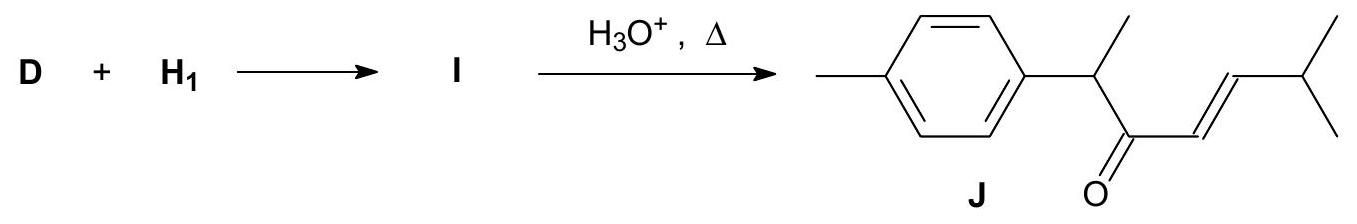 D + H₁ I H₃O⁺ , Δ
J O